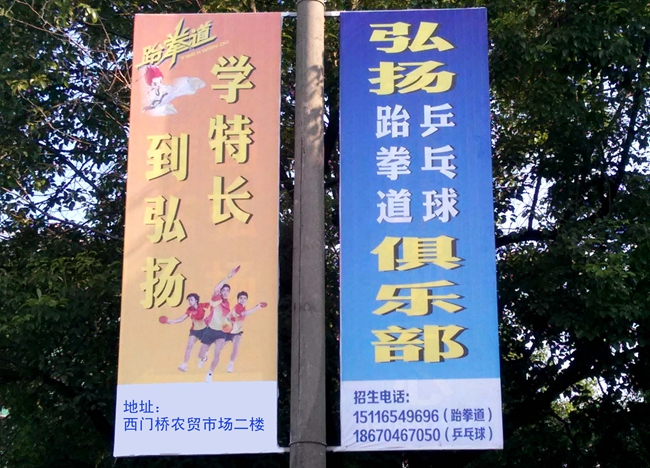 跆拳道
学特长
到弘扬
地址：
西门桥农贸市场二楼
弘扬
乒乓球
跆拳道
俱乐部
招生电话：
15116549696（跆拳道）
18670467050（乒乓球）